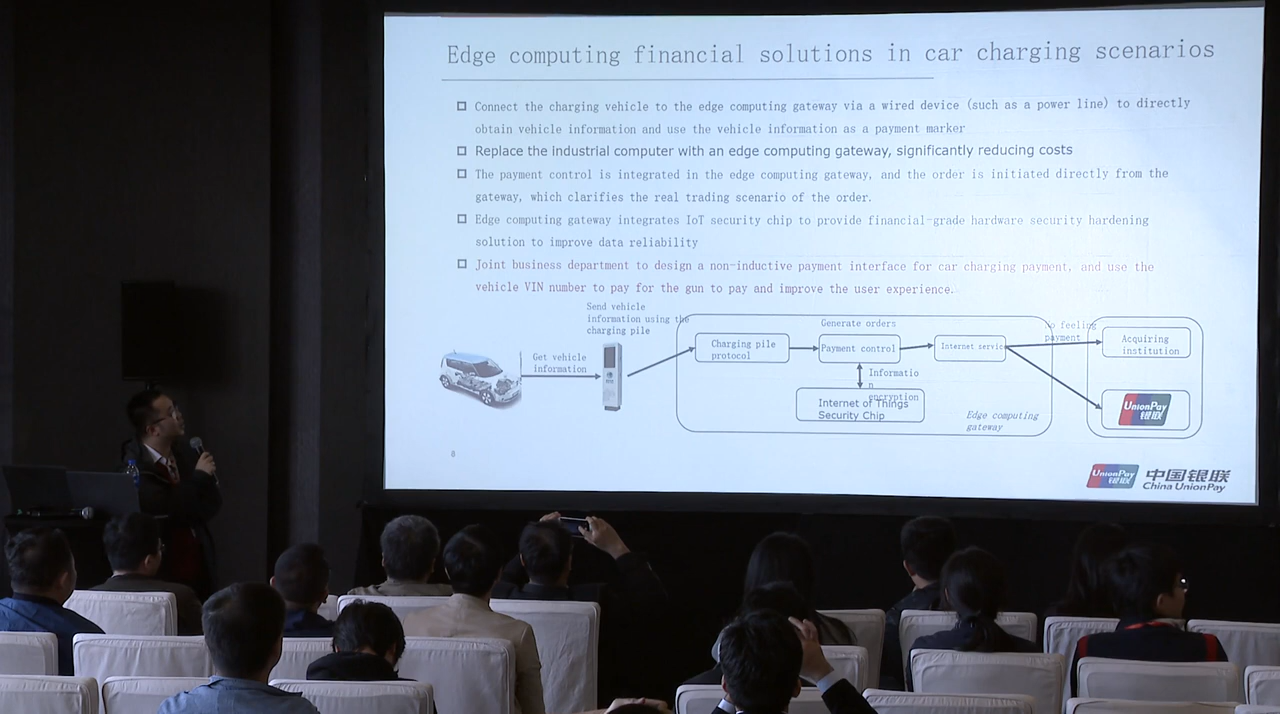 Edge computing financial solutions in car charging scenarios
Connect the charging vehicle to the edge computing gateway via a wired device (such as a power line) to directly
obtain vehicle information and use the vehicle information as a payment marker
Replace the industrial computer with an edge computing gateway, significantly reducing costs
The payment control is integrated in the edge computing gateway, and the order is initiated directly from the
gateway, which clarifies the real trading scenario of the order.
Edge computing gateway integrates IoT security chip to provide financial-grade hardware security hardening
solution to improve data reliability
Joint business department to design a non-inductive payment interface for car charging payment, and use the
vehicle VIN number to pay for the gun to pay and improve the user experience.
Send vehicle
information using the
charging pile
Get vehicle
information
Charging pile
protocol
Generate orders
Payment control
Informatio
n
encryption
Internet of Things
Security Chip
Internet servic
Edge computing
gateway
No feeling
payment
Acquiring
institution
UnionPay
银联
8
UnionPay
银联
中国银联
China UnionPay